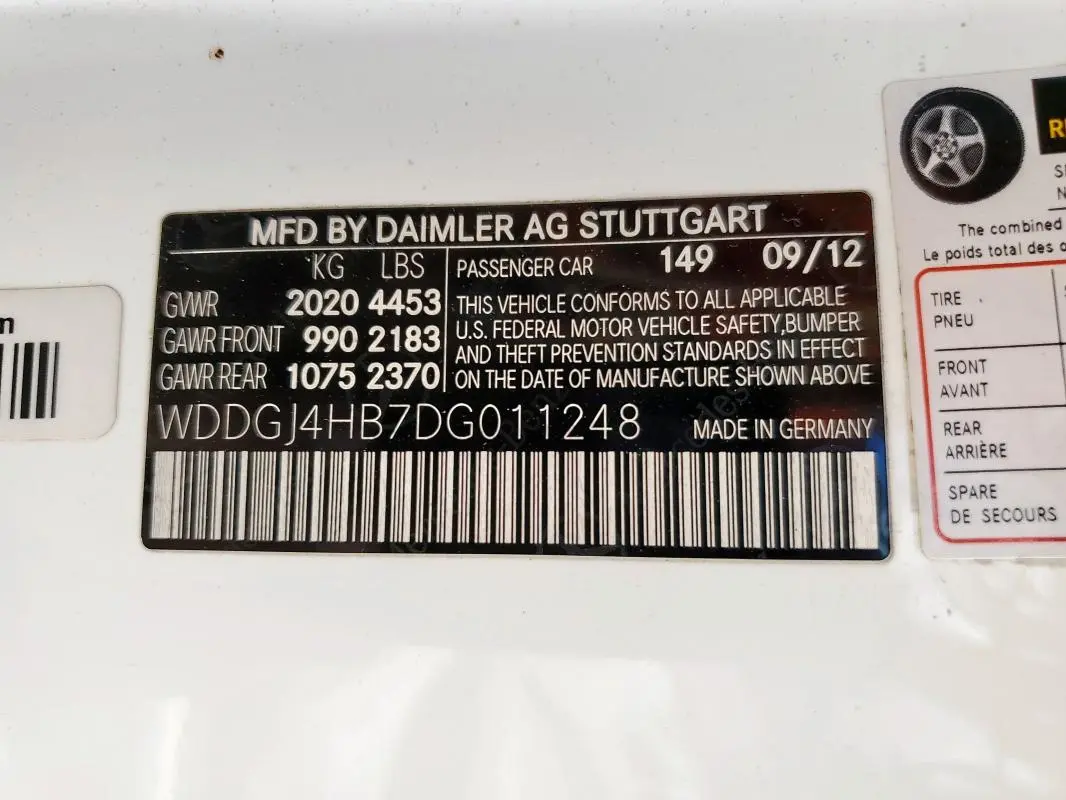 MFD BY DAIMLER AG STUTTGART
KG LBS
GVWR 2020 4453
GAWR FRONT 990 2183
GAWR REAR 1075 2370
PASSENGER CAR 149 09/12
THIS VEHICLE CONFORMS TO ALL APPLICABLE
U.S. FEDERAL MOTOR VEHICLE SAFETY,BUMPER
AND THEFT PREVENTION STANDARDS IN EFFECT
ON THE DATE OF MANUFACTURE SHOWN ABOVE
WDDGJ4HB7DG011248 MADE IN GERMANY
The combined
Le poids total des
TIRE
PNEU
FRONT
AVANT
REAR
ARRIÈRE
SPARE
DE SECOURS